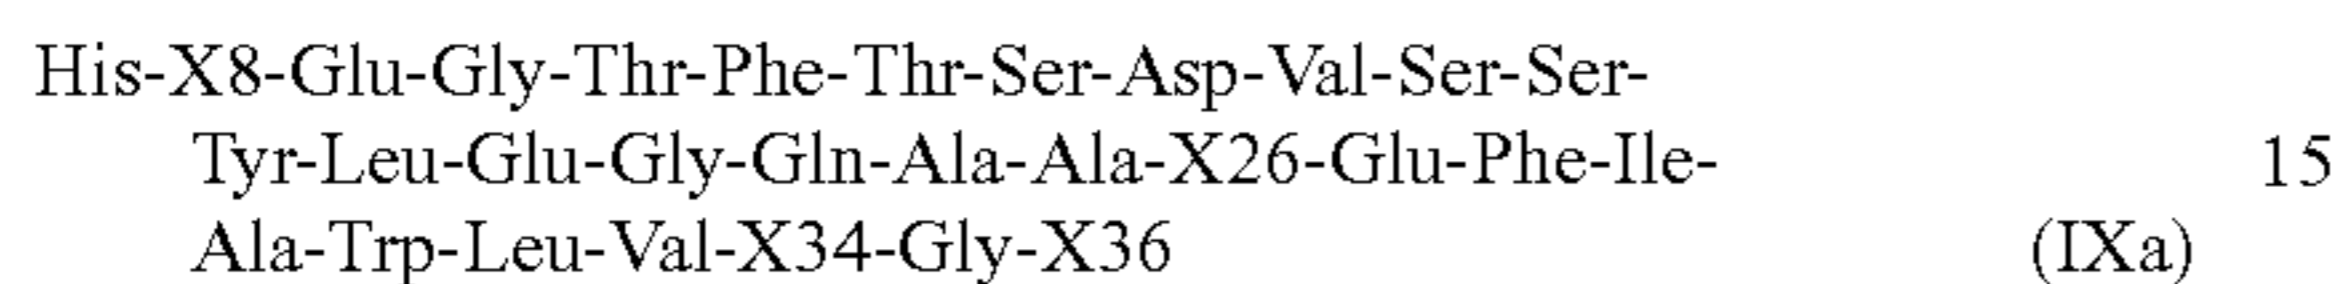 His-X8-Glu-Gly-Thr-Phe-Thr-Ser-Asp-Val-Ser-Ser-
Tyr-Leu-Glu-Gly-Gln-Ala-Ala-X26-Glu-Phe-Ile- 15
Ala-Trp-Leu-Val-X34-Gly-X36 (IXa)